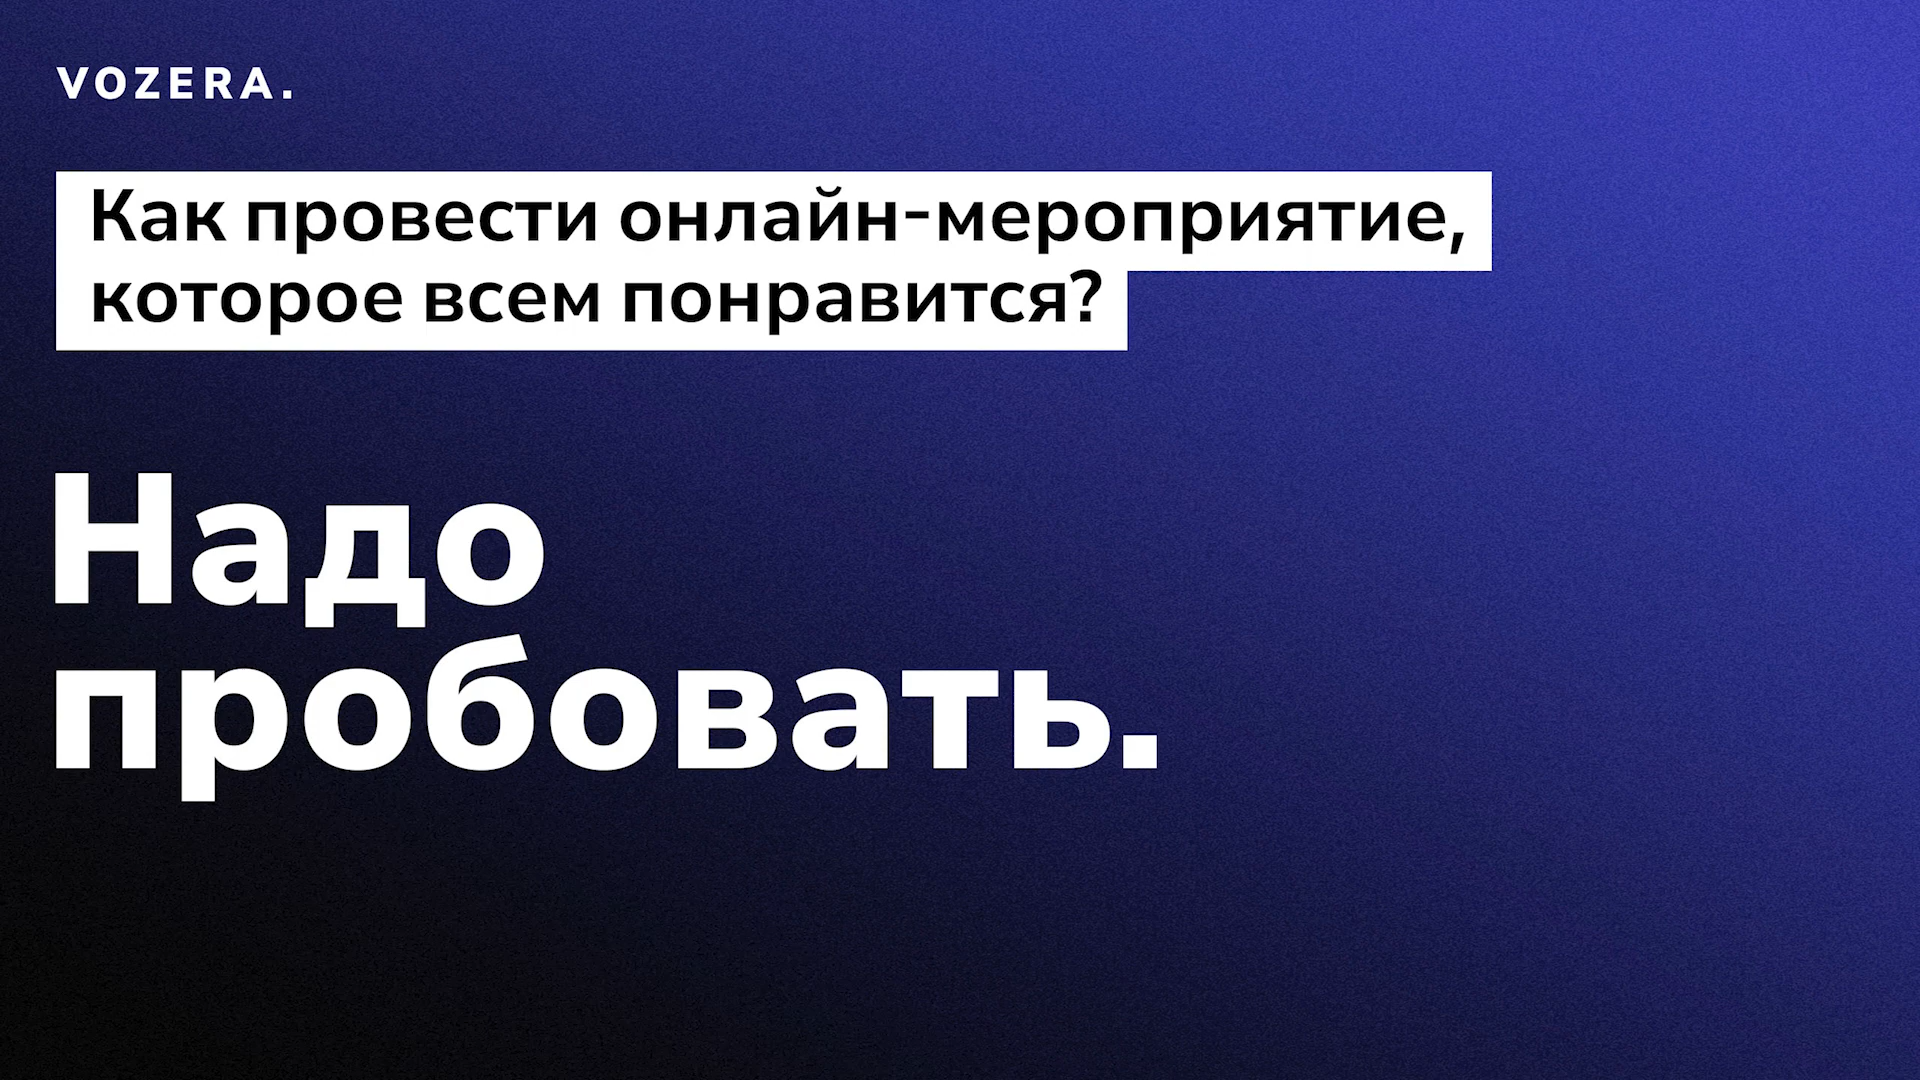 VOZERA.
Как провести онлайн-мероприятие,
которое всем понравится?
Надо
пробовать.